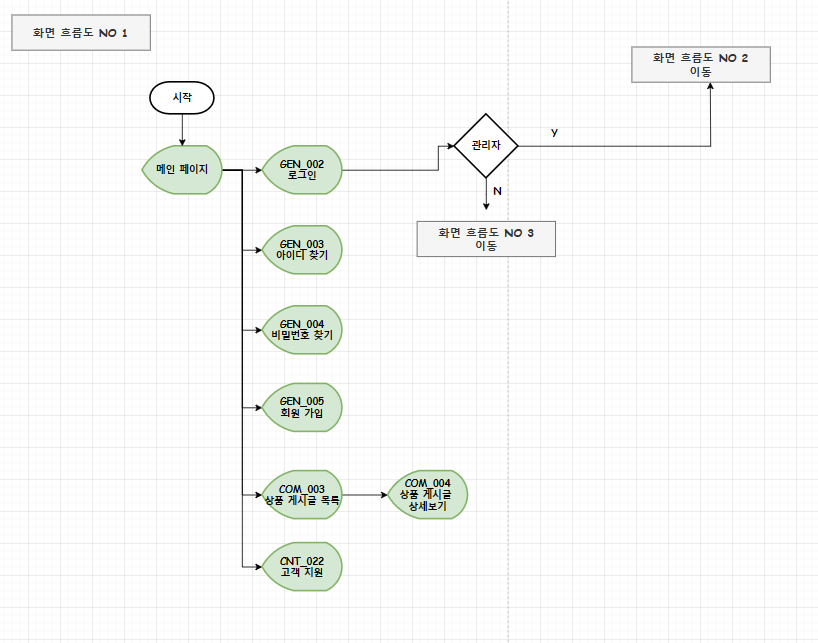 화면 흐름도 NO 1
화면 흐름도 NO 2
이동
시작
y
관리자
메인 페이지
GEN_002
로그인
N
화면 흐름도 NO 3
이동
GEN_003
아이디 찾기
GEN_004
비밀번호 찾기
GEN_005
회원 가입
COM_003
상품 게시글 목록
COM_004
상품 게시글
상세보기
CNT_022
고객 지원